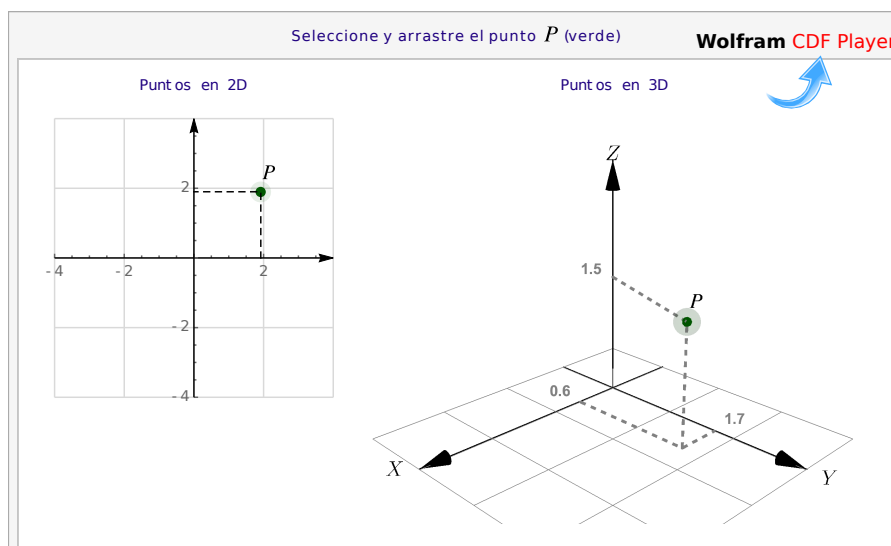 Seleccione y arrastre el punto P (verde)
Wolfram CDF Player
Puntos en 2D
Puntos en 3D
P
2
-4
-2
2
-2
-4
Z
1.5
P
0.6
1.7
X
Y